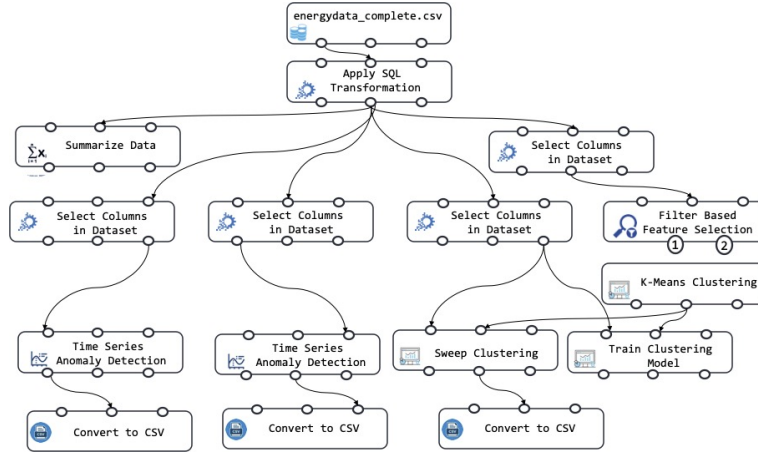 energydata_complete.csv
Apply SQL
Transformation
Summarize Data
Select Columns
in Dataset
Select Columns
in Dataset
Select Columns
in Dataset
Select Columns
in Dataset
Filter Based
Feature Selection
1 2
K-Means Clustering
Time Series
Anomaly Detection
Time Series
Anomaly Detection
Sweep Clustering
Train Clustering
Model
Convert to CSV
Convert to CSV
Convert to CSV